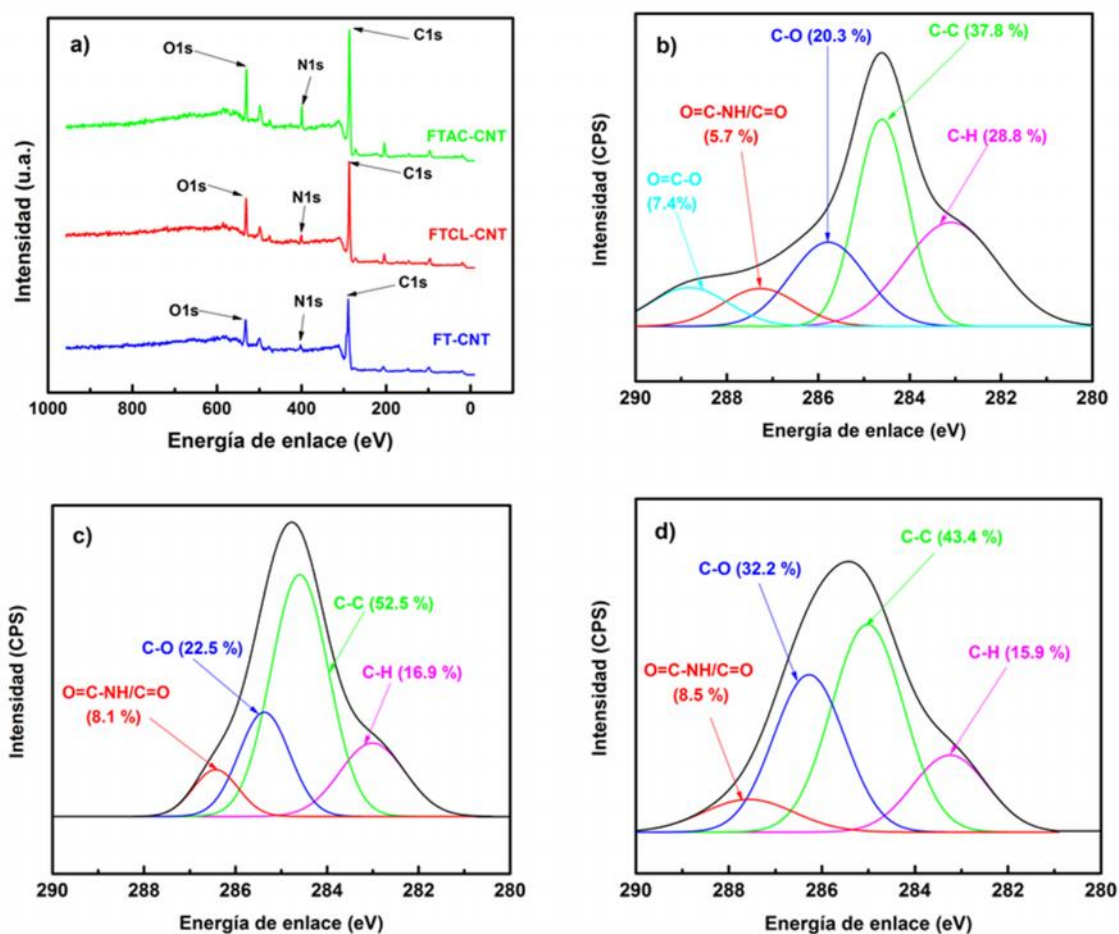 a)
C1s
O1s
N1s
FTAC-CNT
C1s
O1s
N1s
FTCL-CNT
C1s
O1s
N1s
FT-CNT
Intensidad (u.a.)
1000 800 600 400 200 0
Energía de enlace (eV)
b)
C-O (20.3 %)
C-C (37.8 %)
O=C-NH/C=O
(5.7 %)
C-H (28.8 %)
O=C-O
(7.4%)
Intensidad (CPS)
290 288 286 284 282 280
Energía de enlace (eV)
c)
C-C (52.5 %)
C-O (22.5 %)
C-H (16.9 %)
O=C-NH/C=O
(8.1 %)
Intensidad (CPS)
290 288 286 284 282 280
Energía de enlace (eV)
d)
C-C (43.4 %)
C-O (32.2 %)
C-H (15.9 %)
O=C-NH/C=O
(8.5 %)
Intensidad (CPS)
290 288 286 284 282 280
Energía de enlace (eV)